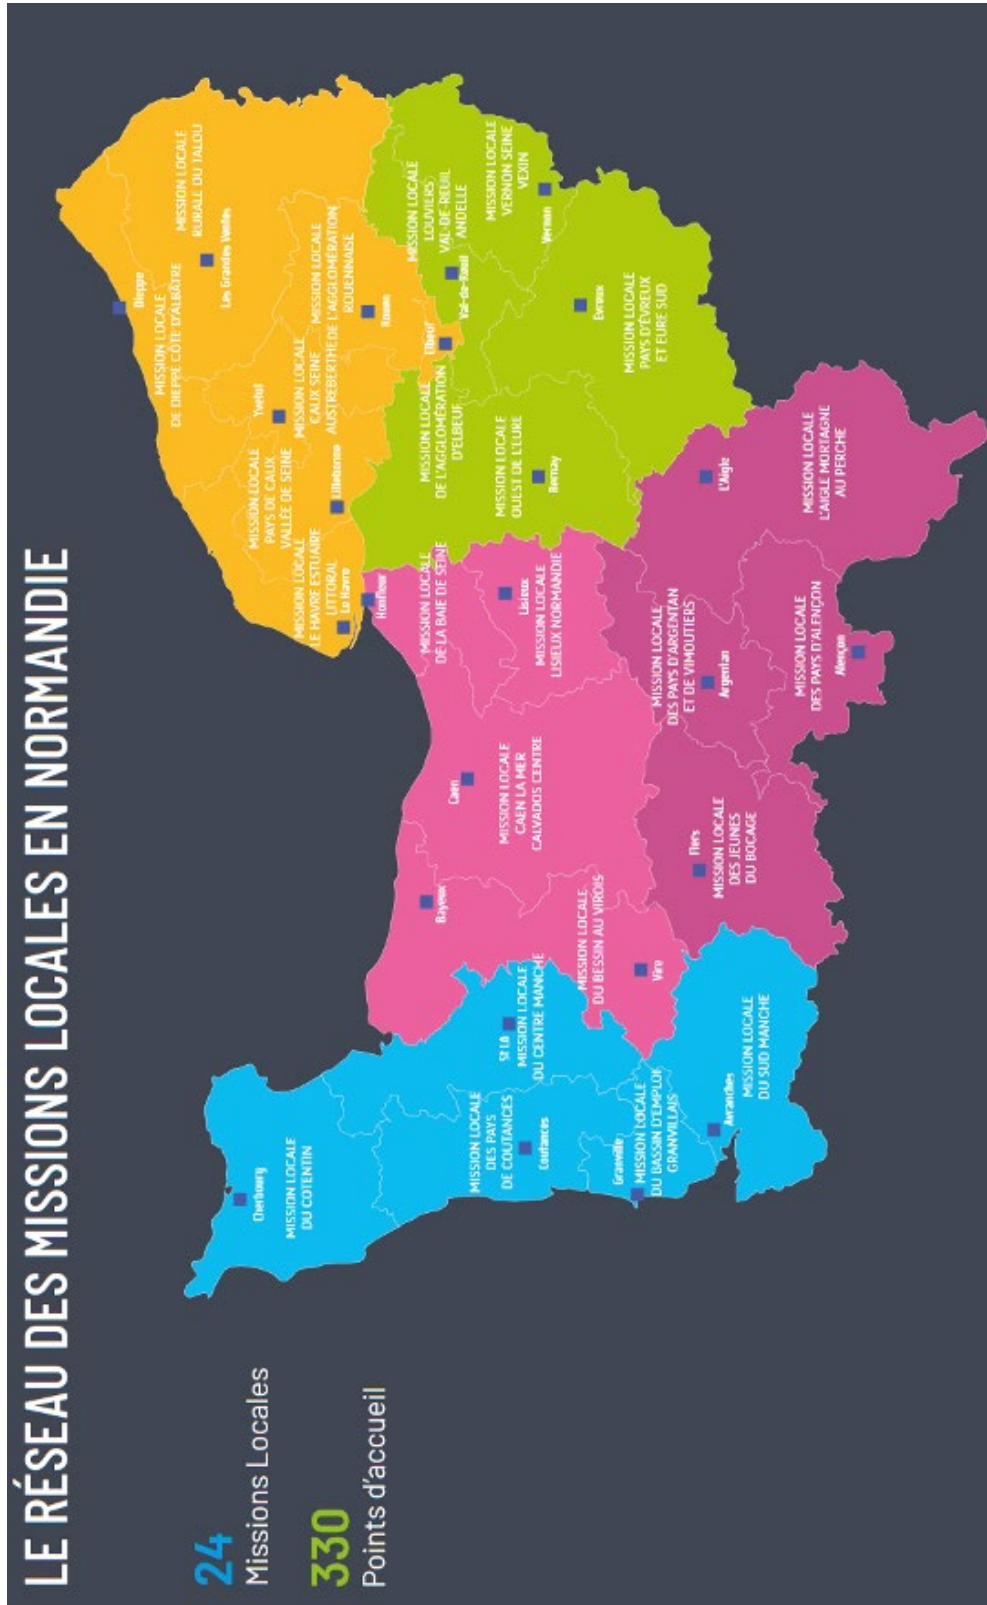 LE RÉSEAU DES MISSIONS LOCALES EN NORMANDIE
24
Missions Locales
330
Points d'accueil
Cherbourg
MISSION LOCALE
DU COTENTIN
MISSION LOCALE
DES PAYS
DE COUTANCES
Coutances
St Lô
MISSION LOCALE
DU CENTRE MANCHE
Granville
MISSION LOCALE
DU BASSIN D'EMPLOI
GRANVILLAIS
Avranches
MISSION LOCALE
DU SUD MANCHE
Bayeux
MISSION LOCALE
DU BESSIN AU VIROIS
Vire
Caen
MISSION LOCALE
CAEN LA MER
CALVADOS CENTRE
Honfleur
MISSION LOCALE
DE LA BAIE DE SEINE
Lisieux
MISSION LOCALE
LISIEUX NORMANDIE
Flers
MISSION LOCALE
DES JEUNES
DU BOCAGE
MISSION LOCALE
DES PAYS D'ARGENTAN
ET DE VIMOUTIERS
Argentan
MISSION LOCALE
DES PAYS D'ALENÇON
Alençon
L'Aigle
MISSION LOCALE
L'AIGLE MORTAGNE
AU PERCHE
MISSION LOCALE
LE HAVRE ESTUAIRE
LITTORAL
Le Havre
MISSION LOCALE
PAYS DE CAUX
VALLÉE DE SEINE
Lillebonne
Yvetot
MISSION LOCALE
CAUX SEINE
AUSTREBERTHE
Dieppe
MISSION LOCALE
DE DIEPPE CÔTE D'ALBÂTRE
MISSION LOCALE
RURALE DU TALOU
Les Grandes Ventes
MISSION LOCALE
DE L'AGGLOMÉRATION
ROUENNAISE
Rouen
Elbeuf
MISSION LOCALE
DE L'AGGLOMÉRATION
D'ELBEUF
MISSION LOCALE
LOUVIERS
VAL-DE-REUIL
ANDELLE
Val-de-Reuil
MISSION LOCALE
VERNON SEINE
VEXIN
Vernon
MISSION LOCALE
OUEST DE L'EURE
Bernay
Evreux
MISSION LOCALE
PAYS D'ÉVREUX
ET EURE SUD